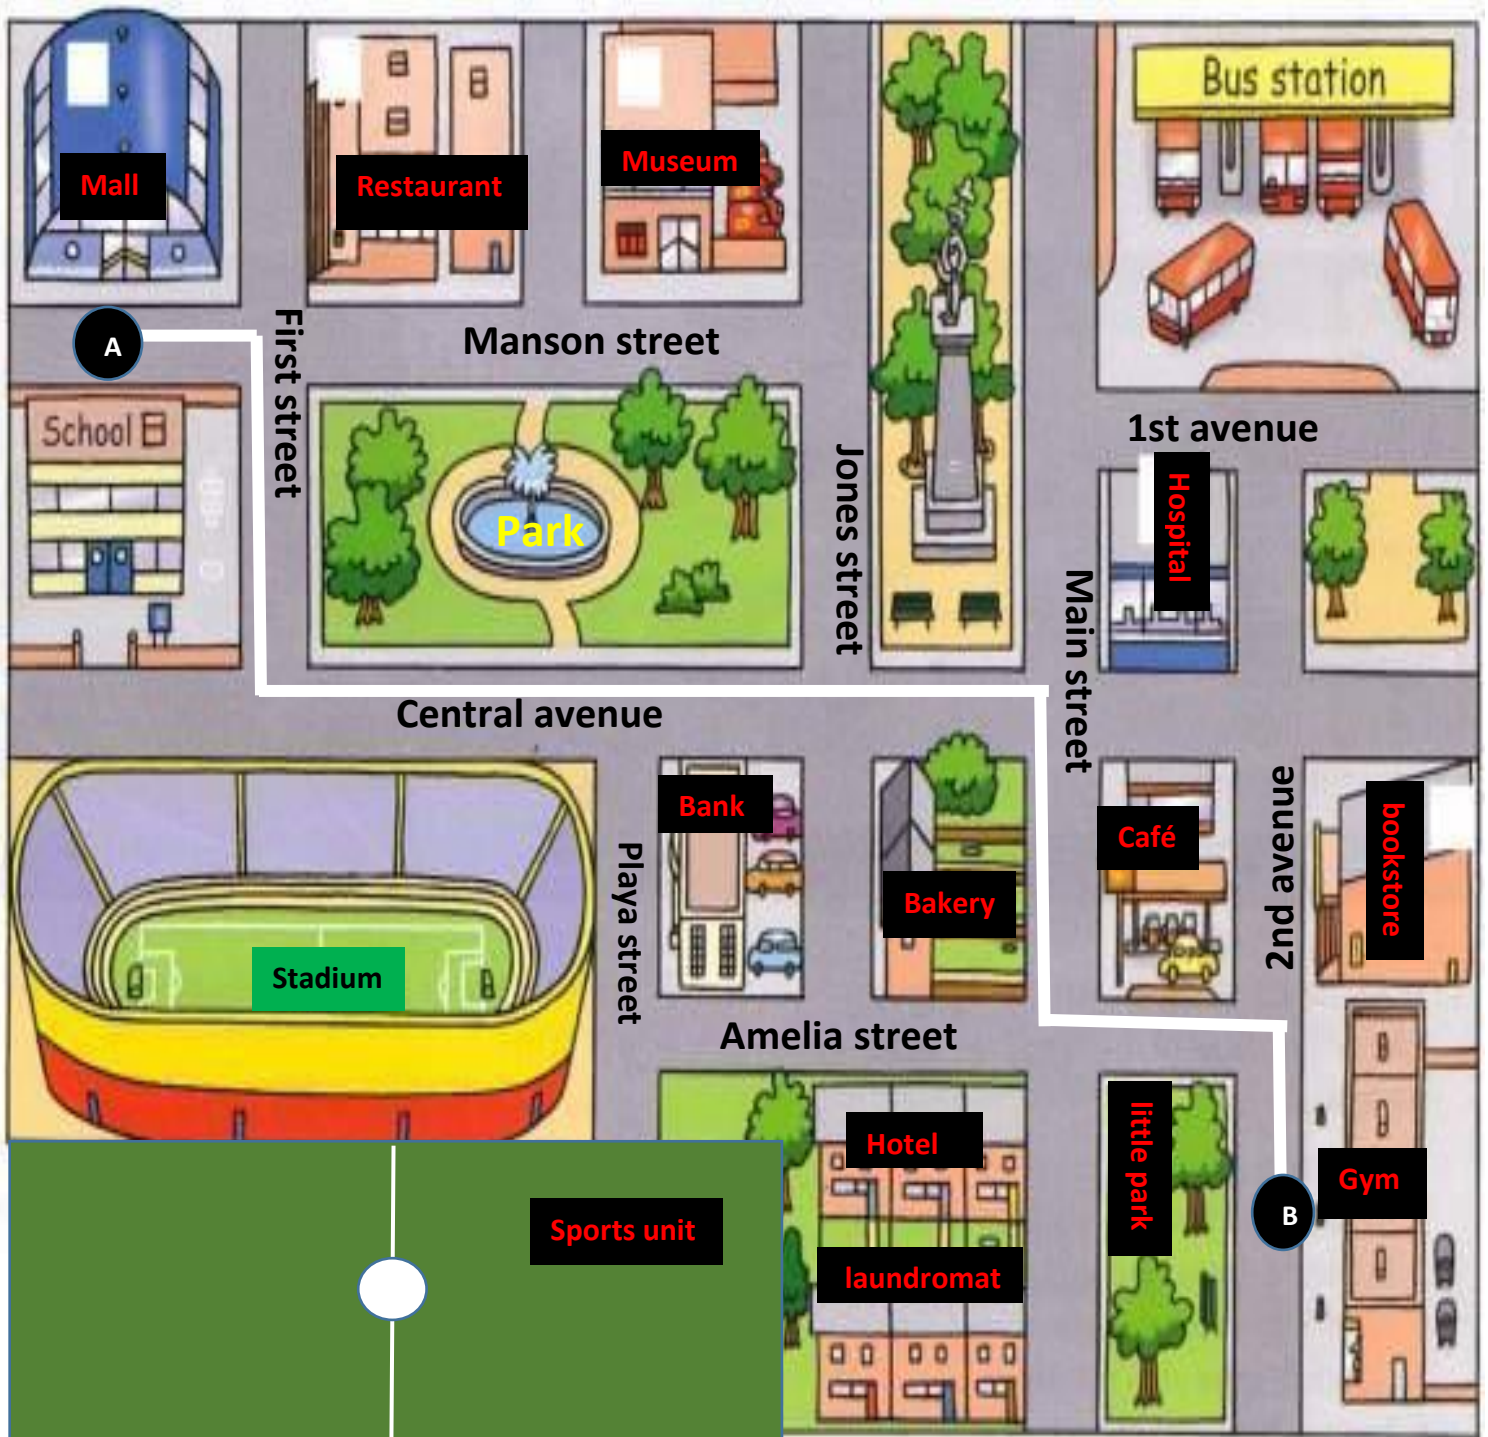 Bus station
Mall
Restaurant
Museum
A
First street
Manson street
School
1st avenue
Park
Jones street
Hospital
Main street
Central avenue
Bank
Café
2nd avenue
bookstore
Playa street
Bakery
Stadium
Amelia street
Hotel
little park
Gym
B
Sports unit
laundromat